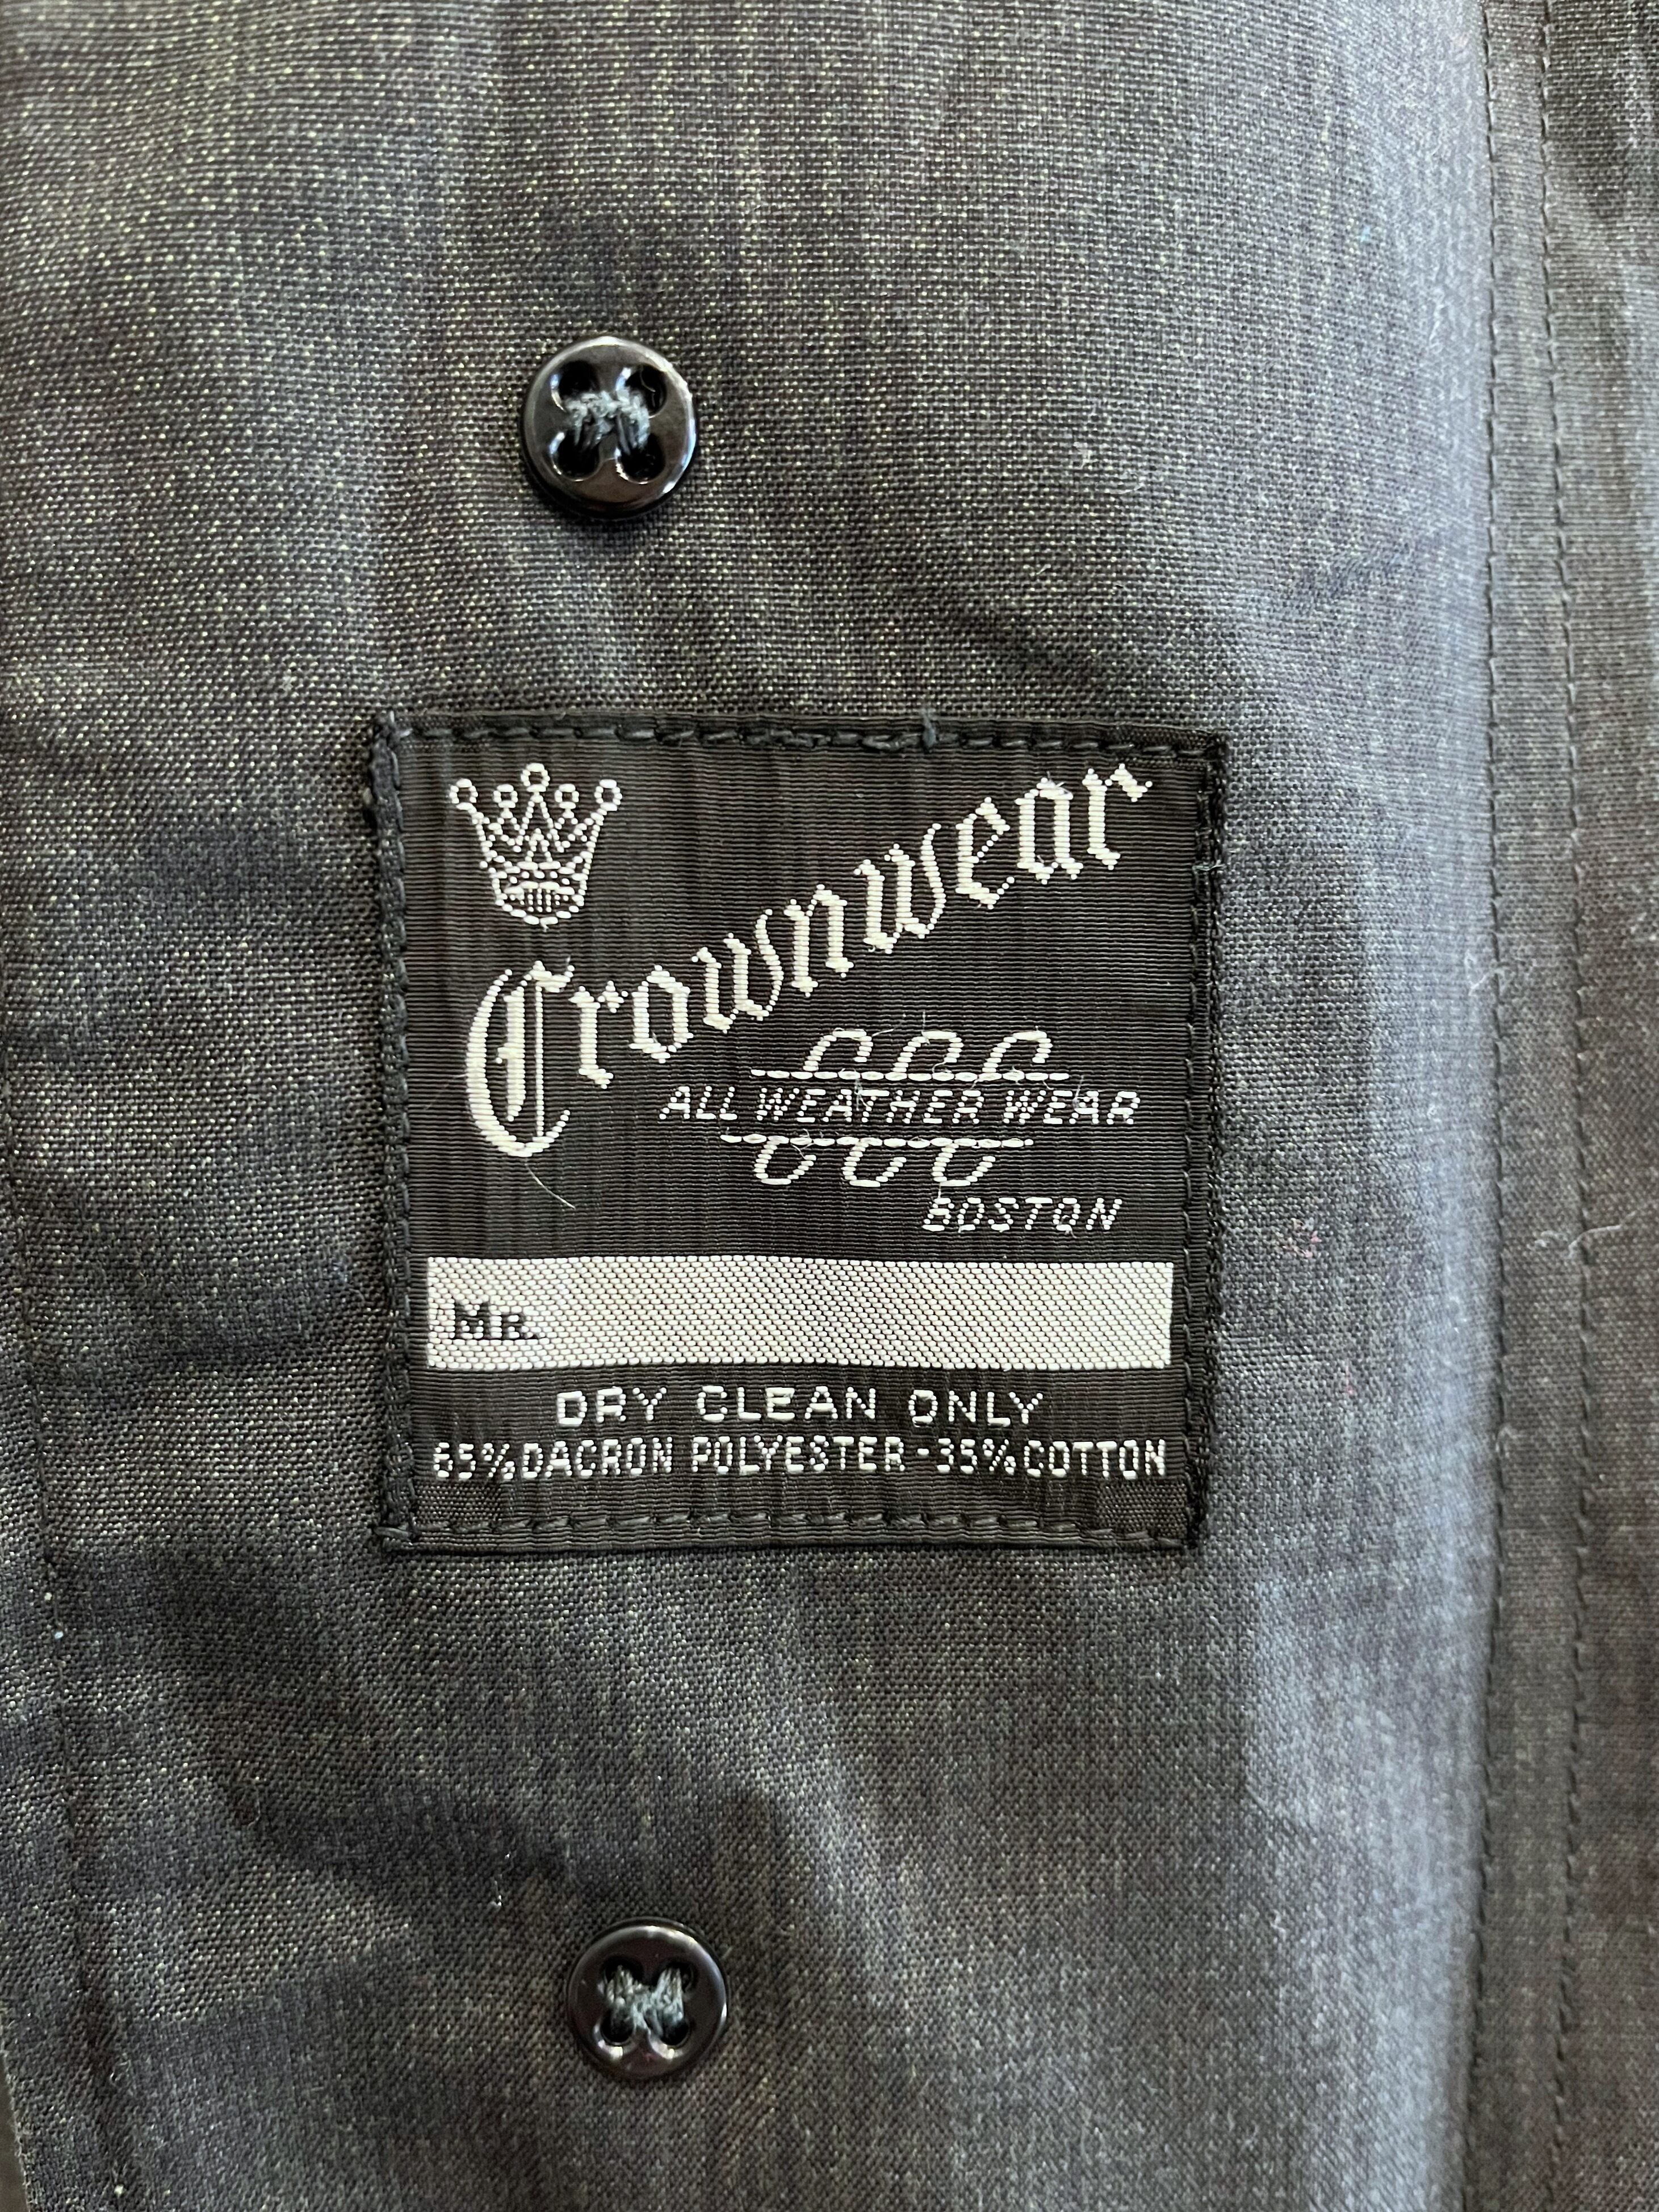 Crownwear
ALL WEATHER WEAR
BOSTON
MR.
DRY CLEAN ONLY
65% DACRON POLYESTER-35% COTTON